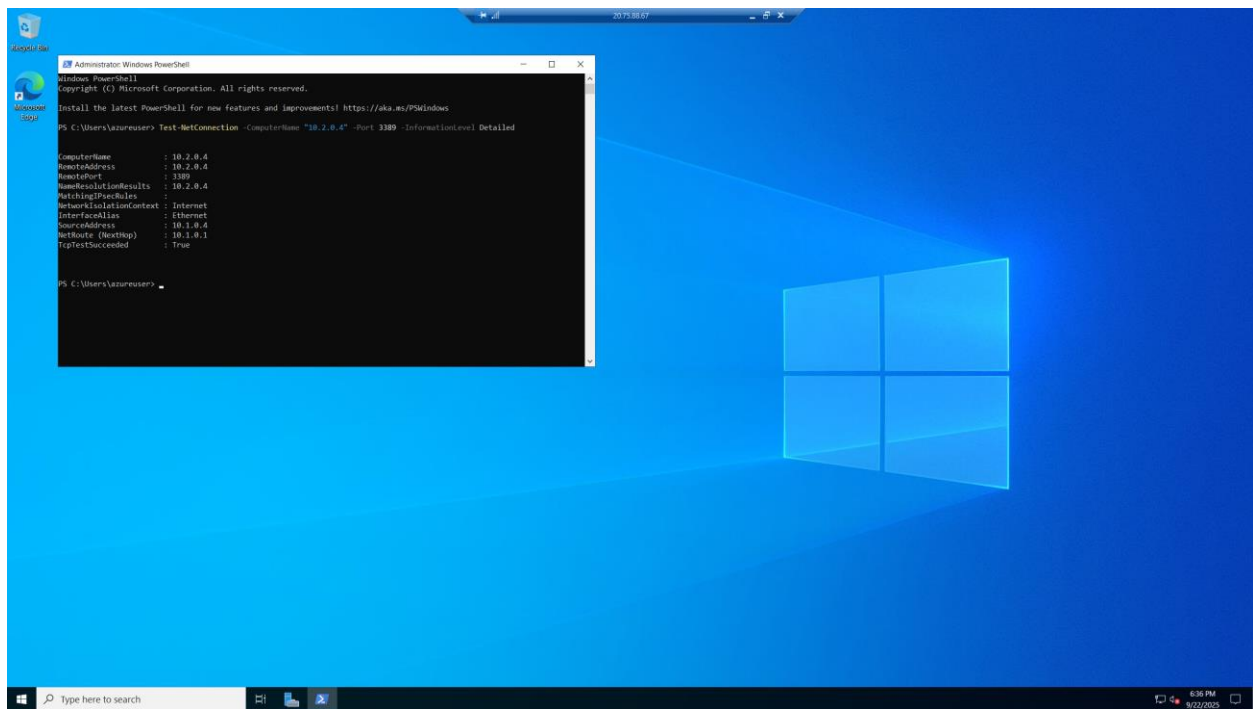 20.75.88.67
Recycle Bin
Microsoft
Edge
Administrator: Windows PowerShell
Windows PowerShell
Copyright (C) Microsoft Corporation. All rights reserved.
Install the latest PowerShell for new features and improvements! https://aka.ms/PSWindows
PS C:\Users\azureuser> Test-NetConnection -ComputerName "10.2.0.4" -Port 3389 -InformationLevel Detailed
ComputerName            : 10.2.0.4
RemoteAddress           : 10.2.0.4
RemotePort              : 3389
NameResolutionResults   : 10.2.0.4
MatchingIPsecRules      :
NetworkIsolationContext : Internet
InterfaceAlias          : Ethernet
SourceAddress           : 10.1.0.4
NetRoute (NextHop)      : 10.1.0.1
TcpTestSucceeded        : True
PS C:\Users\azureuser> _
Type here to search
6:36 PM
9/22/2025